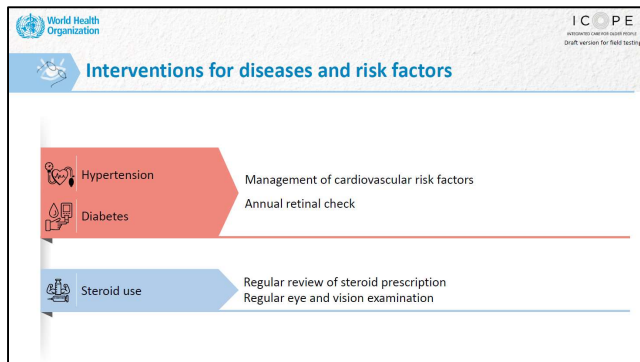 World Health
Organization
ICOPE
INTEGRATED CARE FOR OLDER PEOPLE
Draft version for field testing
Interventions for diseases and risk factors
Hypertension
Diabetes
Management of cardiovascular risk factors
Annual retinal check
Steroid use
Regular review of steroid prescription
Regular eye and vision examination